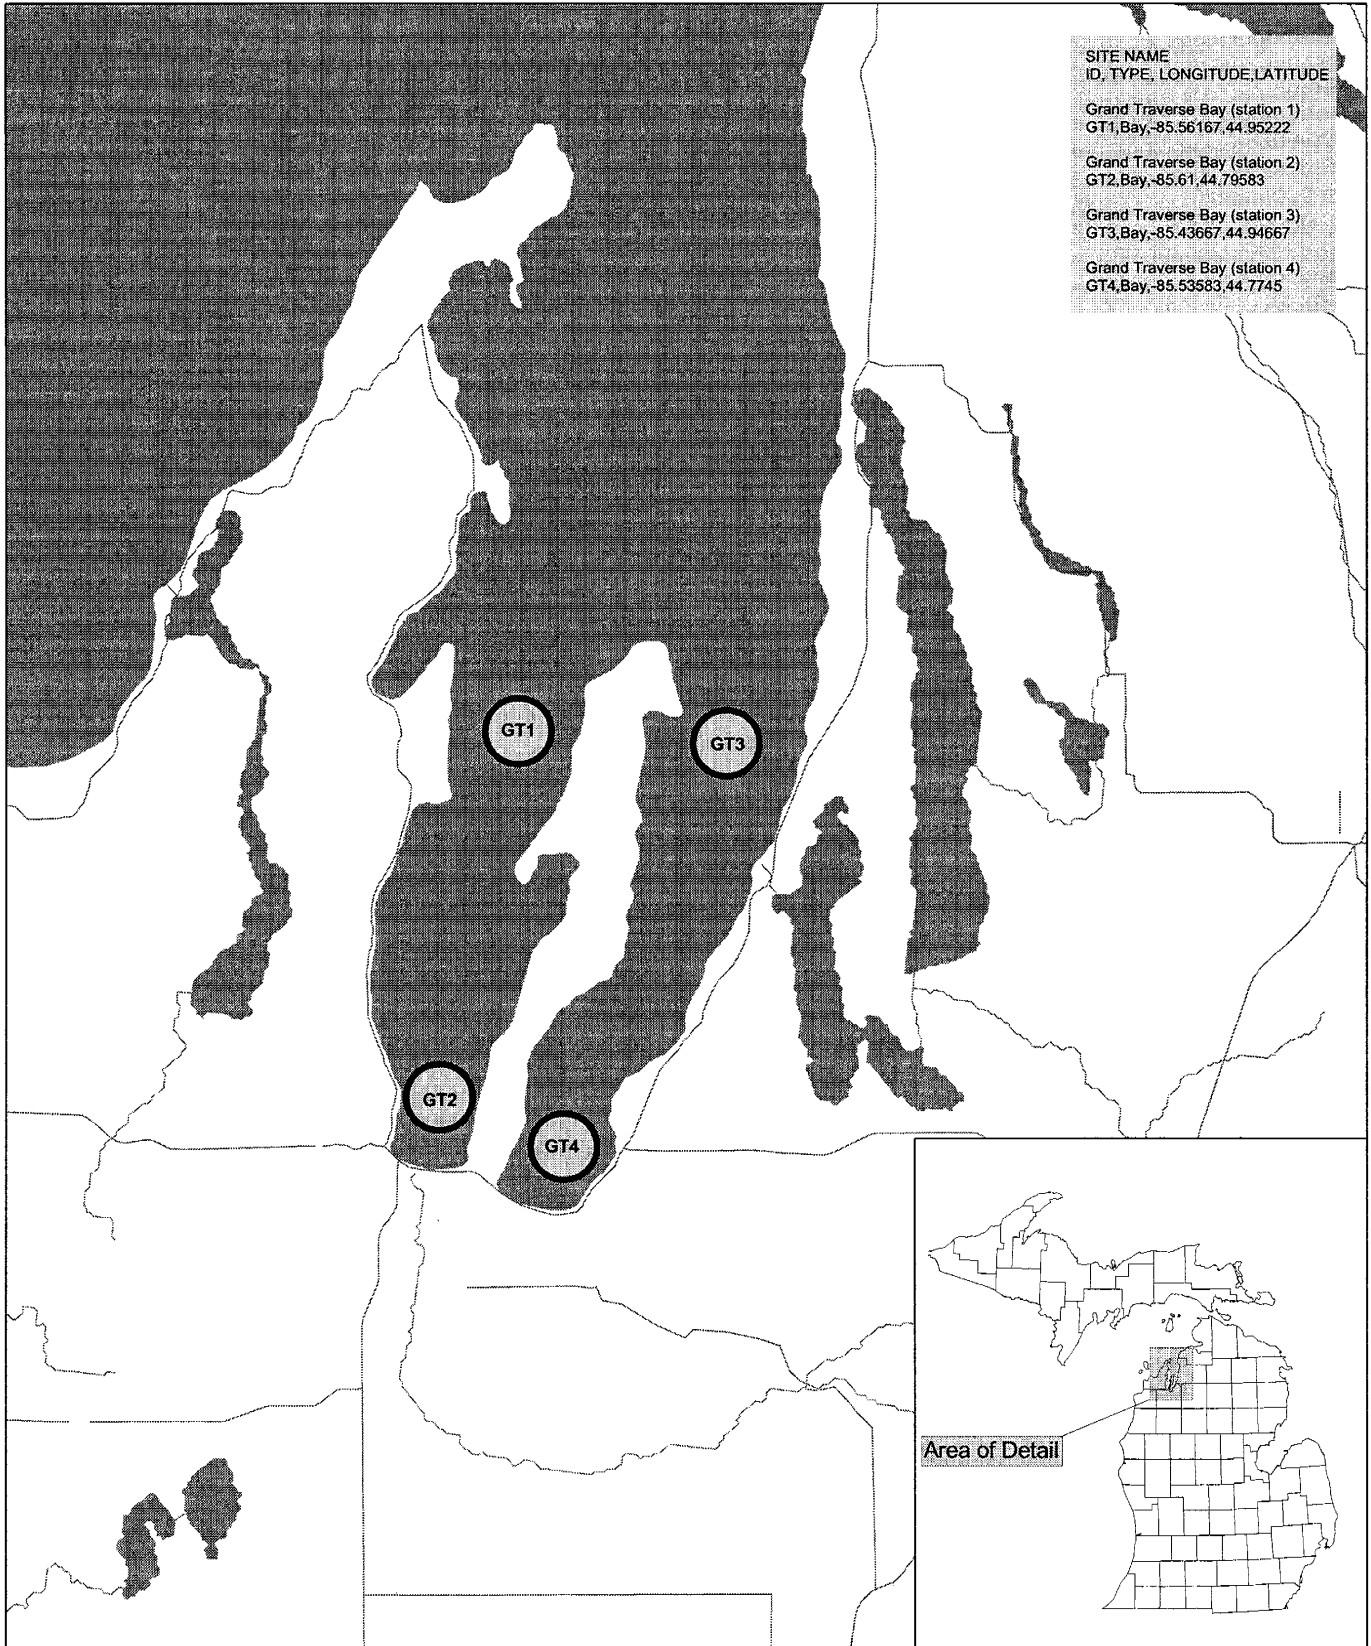 SITE NAME
ID, TYPE, LONGITUDE,LATITUDE
Grand Traverse Bay (station 1)
GT1,Bay,-85.56167,44.95222
Grand Traverse Bay (station 2)
GT2,Bay,-85.61,44.79583
Grand Traverse Bay (station 3)
GT3,Bay,-85.43667,44.94667
Grand Traverse Bay (station 4)
GT4,Bay,-85.53583,44.7745
GT1
GT3
GT2
GT4
Area of Detail